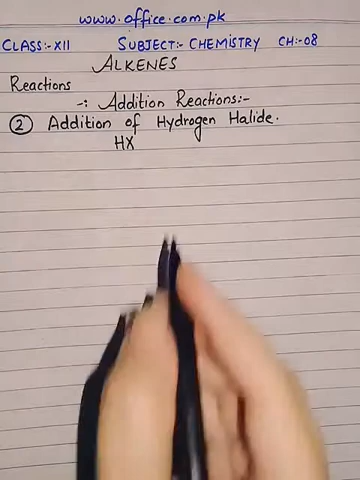 www.office.com.pk
CLASS:-XII SUBJECT:- CHEMISTRY CH:-08
ALKENES
Reactions
-: Addition Reactions:-
② Addition of Hydrogen Halide.
HX